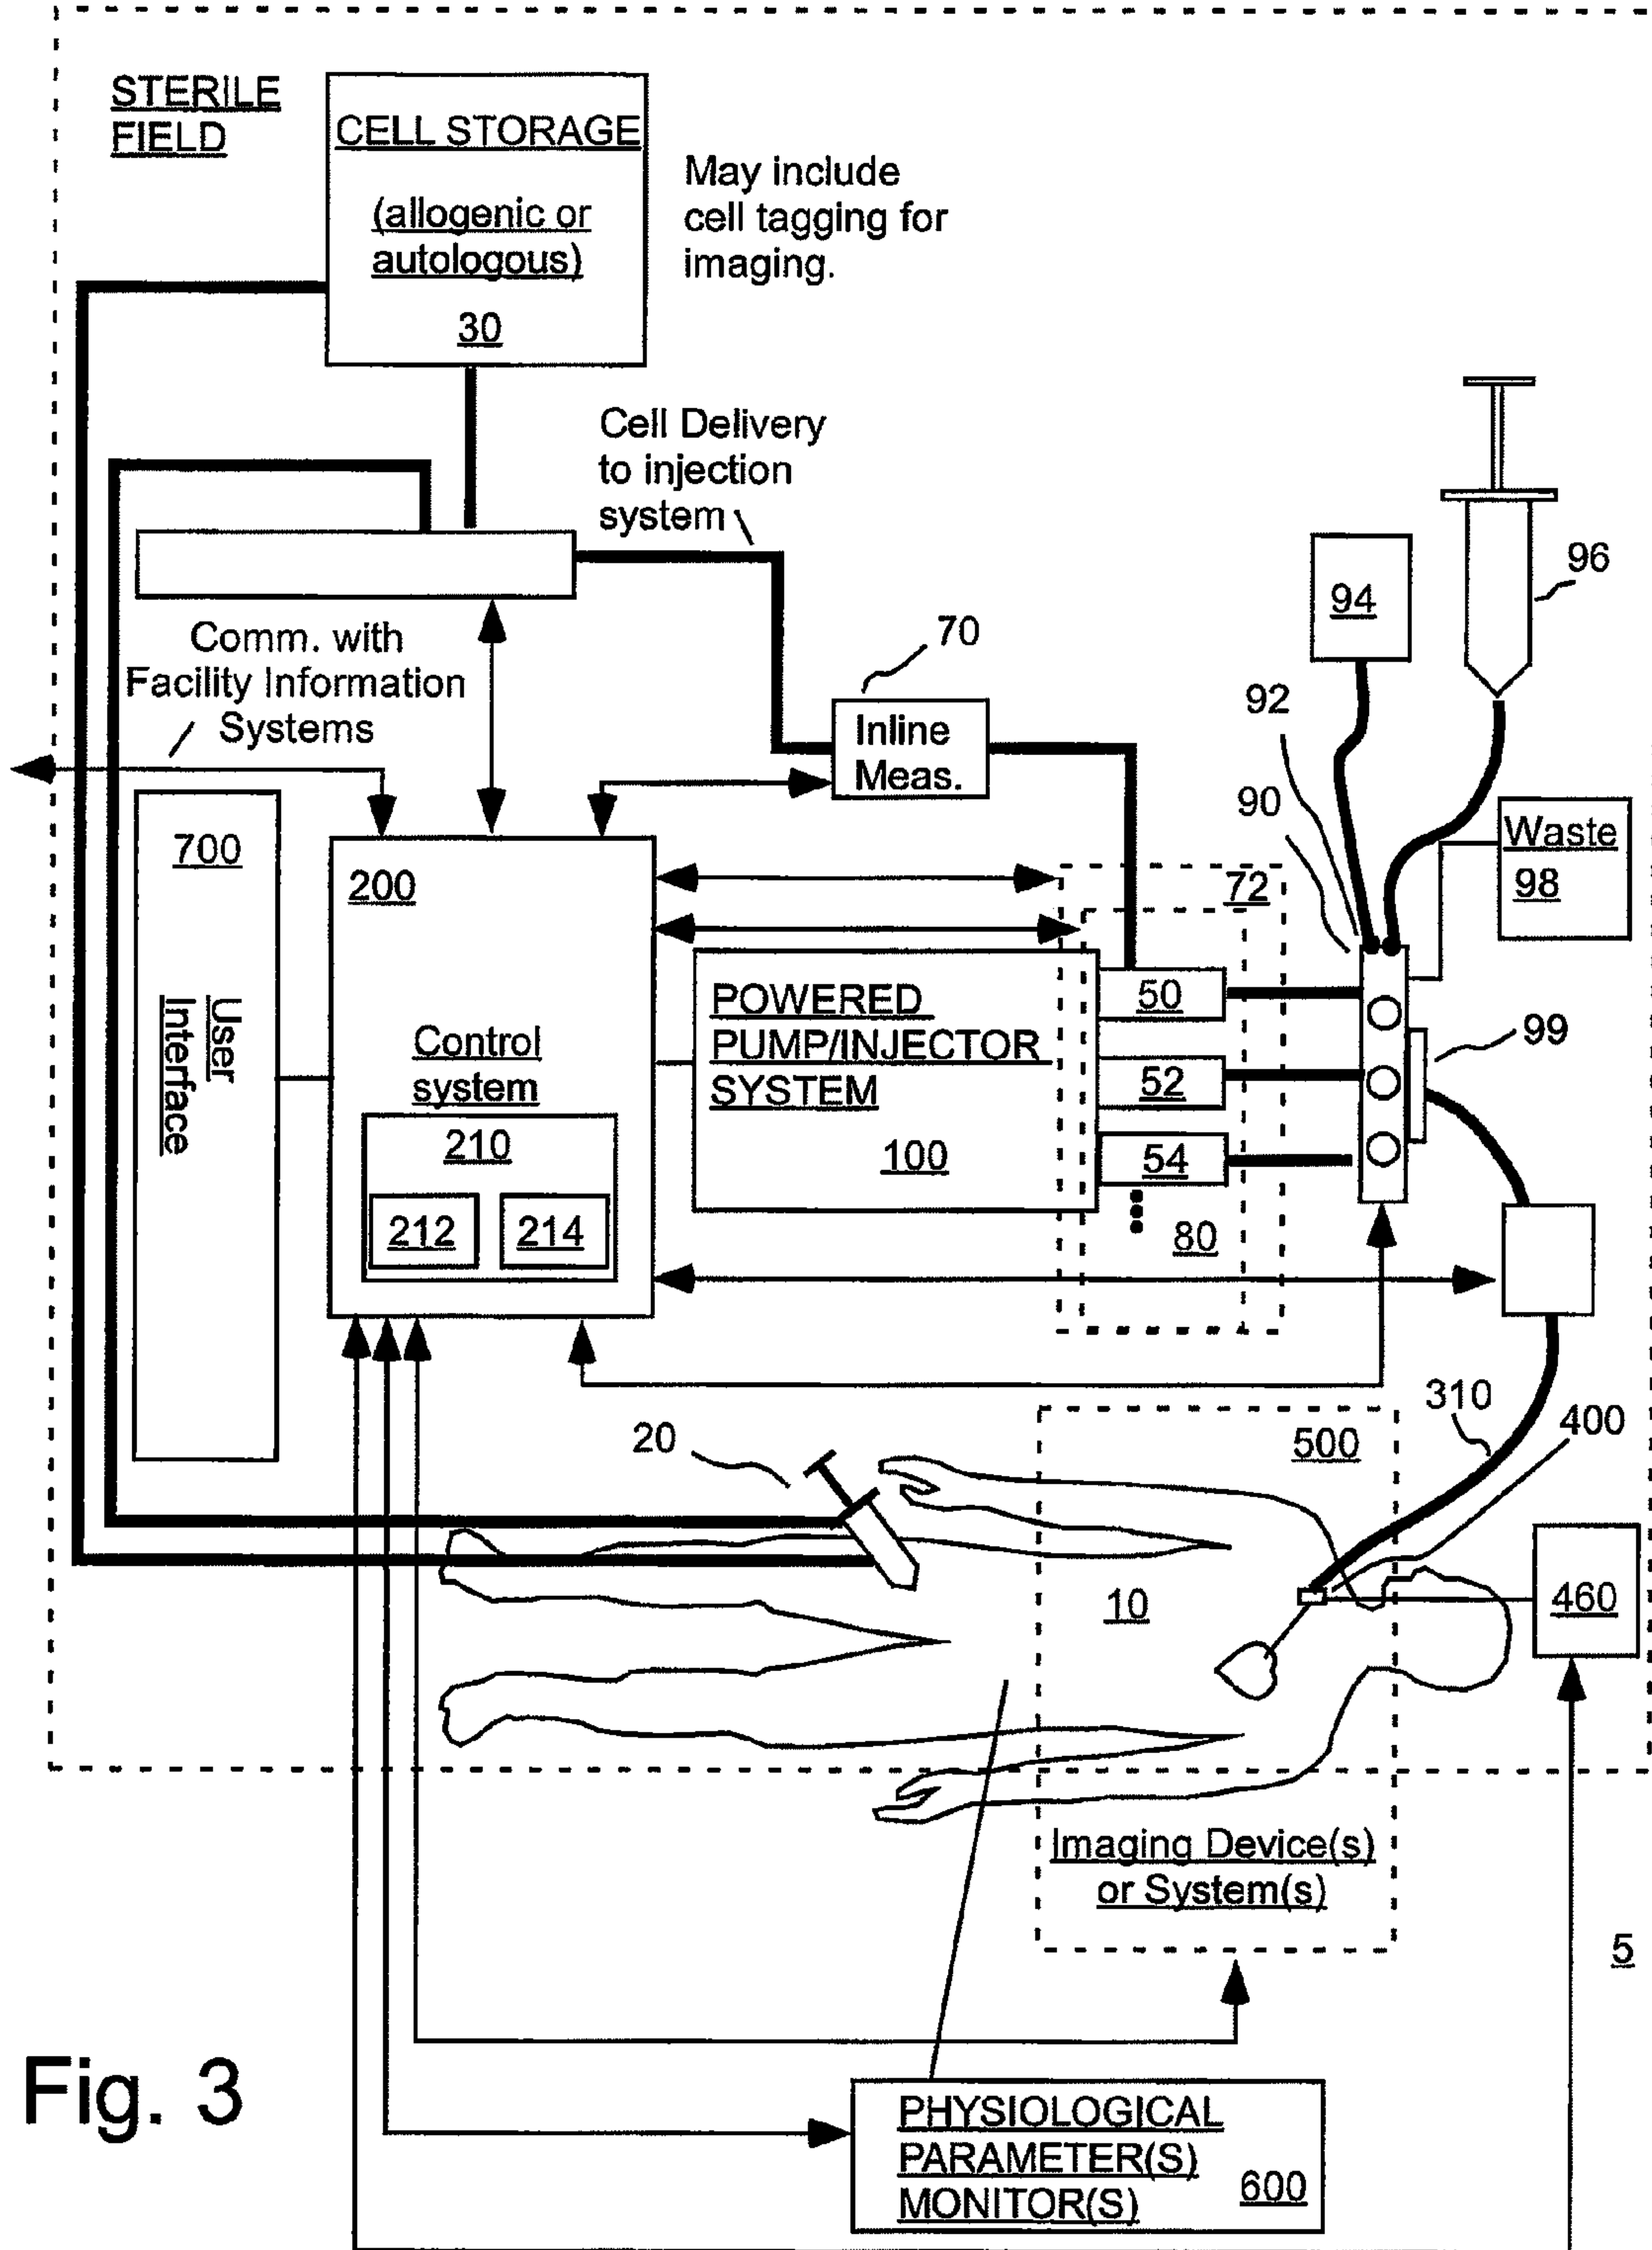 STERILE
FIELD
CELL STORAGE
(allogenic or
autologous)
30
May include
cell tagging for
imaging.
Cell Delivery
to injection
system
96
94
Comm. with
Facility Information
Systems
70
Inline
Meas.
92
90
Waste
98
700
User
Interface
200
Control
system
210
212
214
72
POWERED
PUMP/INJECTOR
SYSTEM
100
50
52
54
80
99
310
400
20
500
10
460
Imaging Device(s)
or System(s)
5
PHYSIOLOGICAL
PARAMETER(S)
MONITOR(S)
600
Fig. 3